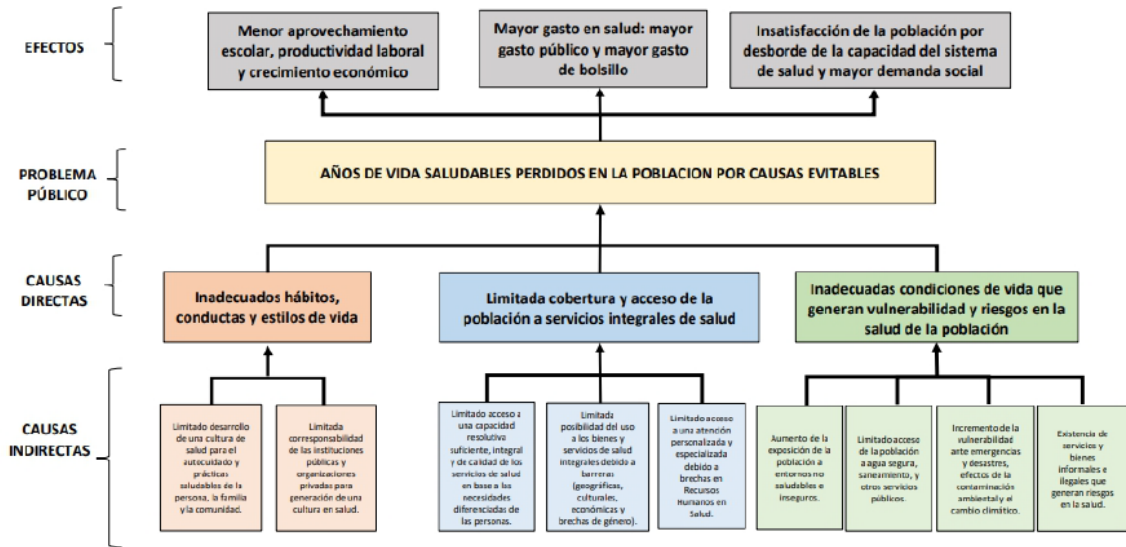 EFECTOS
Menor aprovechamiento
escolar, productividad laboral
y crecimiento económico
Mayor gasto en salud: mayor
gasto público y mayor gasto
de bolsillo
Insatisfacción de la población por
desborde de la capacidad del sistema
de salud y mayor demanda social
PROBLEMA
PÚBLICO
AÑOS DE VIDA SALUDABLES PERDIDOS EN LA POBLACION POR CAUSAS EVITABLES
CAUSAS
DIRECTAS
Inadecuados hábitos,
conductas y estilos de vida
Limitada cobertura y acceso de la
población a servicios integrales de salud
Inadecuadas condiciones de vida que
generan vulnerabilidad y riesgos en la
salud de la población
CAUSAS
INDIRECTAS
Limitado desarrollo
de una cultura de
salud para el
autocuidado y
prácticas
saludables de la
persona, la familia
y la comunidad.
Limitada
corresponsabilidad
de las instituciones
públicas y
organizaciones
privadas para
generación de una
cultura en salud.
Limitado acceso a
una capacidad
resolutiva
suficiente, integral
y de calidad de los
servicios de salud
en base a las
necesidades
diferenciadas de
las personas.
Limitada
posibilidad del uso
a los bienes y
servicios de salud
integrales debido a
barreras
(geográficas,
culturales,
económicas y
brechas de género).
Limitado acceso
a una atención
personalizada y
especializada
debido a
brechas en
Recursos
Humanos en
Salud.
Aumento de la
exposición de la
población a
entornos no
saludables e
inseguros.
Limitado acceso
de la población
a agua segura,
saneamiento, y
otros servicios
públicos.
Incremento de la
vulnerabilidad
ante emergencias
y desastres,
efectos de la
contaminación
ambiental y el
cambio climático.
Existencia de
servicios y
bienes
informales e
ilegales que
generan riesgos
en la salud.